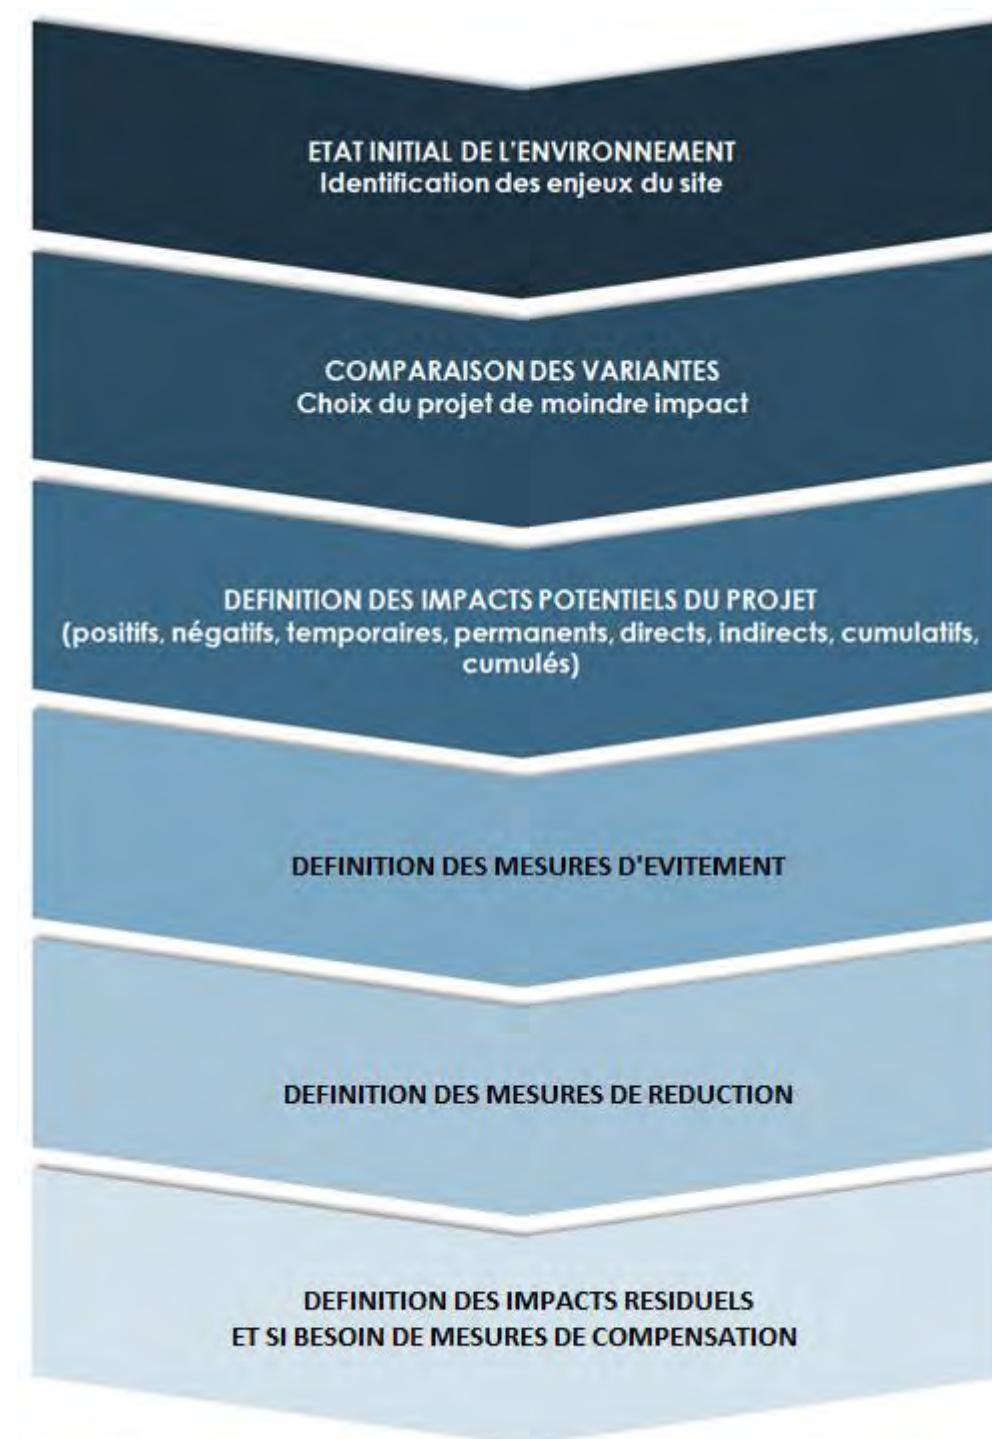 ETAT INITIAL DE L'ENVIRONNEMENT
Identification des enjeux du site
COMPARAISON DES VARIANTES
Choix du projet de moindre impact
DEFINITION DES IMPACTS POTENTIELS DU PROJET
(positifs, négatifs, temporaires, permanents, directs, indirects, cumulatifs,
cumulés)
DEFINITION DES MESURES D'EVITEMENT
DEFINITION DES MESURES DE REDUCTION
DEFINITION DES IMPACTS RESIDUELS
ET SI BESOIN DE MESURES DE COMPENSATION